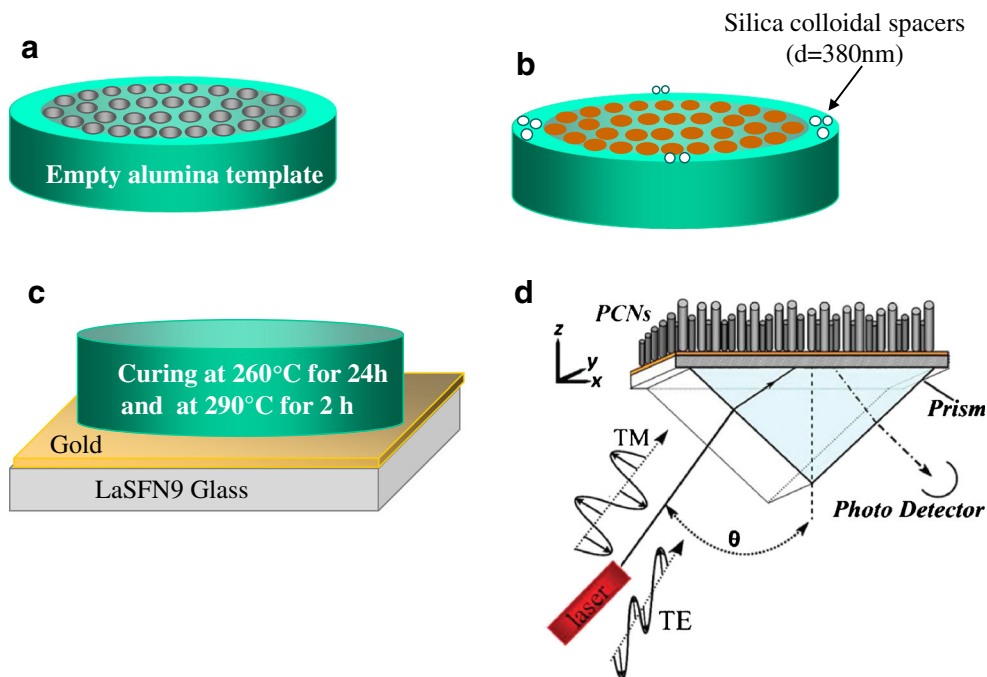 a
Empty alumina template
Silica colloidal spacers
(d=380nm)
b
c
Curing at 260°C for 24h
and at 290°C for 2 h
Gold
LaSFN9 Glass
d
PCNs
z
y
x
Prism
TM
Photo Detector
θ
laser
TE